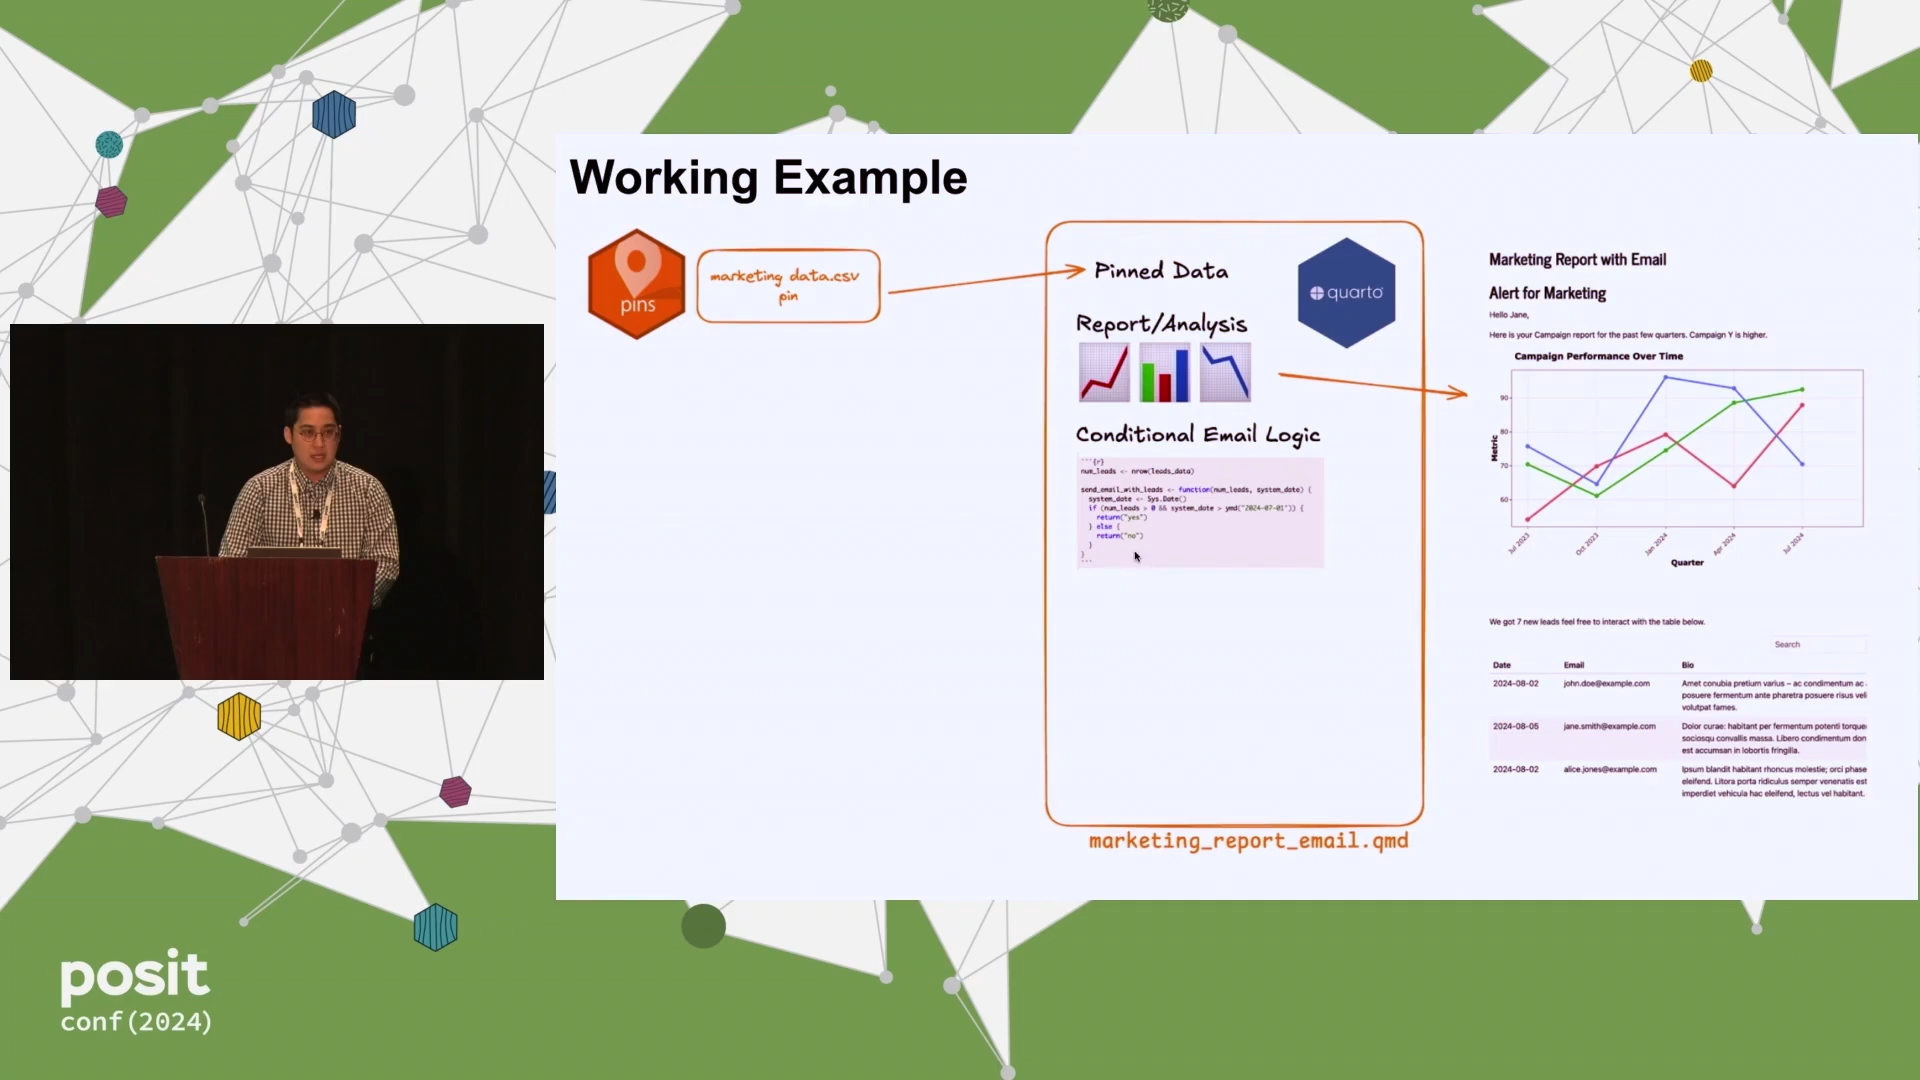 Working Example
pins
marketing data.csv
pin
Pinned Data
quarto
Report/Analysis
Conditional Email Logic
```{r}
num_leads <- nrow(leads_data)
send_email_with_leads <- function(num_leads, system_date) {
system_date <- Sys.Date()
if (num_leads > 0 && system_date > ymd("2024-07-01")) {
return("yes")
} else {
return("no")
}
}
```
marketing_report_email.qmd
Marketing Report with Email
Alert for Marketing
Hello Jane,
Here is your Campaign report for the past few quarters. Campaign Y is higher.
Campaign Performance Over Time
Metric
90
80
70
60
Jul 2023
Oct 2023
Jan 2024
Apr 2024
Jul 2024
Quarter
We got 7 new leads feel free to interact with the table below.
Search
Date Email Bio
2024-08-02 john.doe@example.com Amet conubia pretium varius – ac condimentum ac
posuere fermentum ante pharetra posuere risus veli
volutpat fames.
2024-08-05 jane.smith@example.com Dolor curae: habitant per fermentum potenti torque
sociosqu convallis massa. Libero condimentum don
est accumsan in lobortis fringilla.
2024-08-02 alice.jones@example.com Ipsum blandit habitant rhoncus molestie; orci phase
eleifend. Litora porta ridiculus semper venenatis est
imperdiet vehicula hac eleifend, lectus vel habitant.
posit
conf(2024)